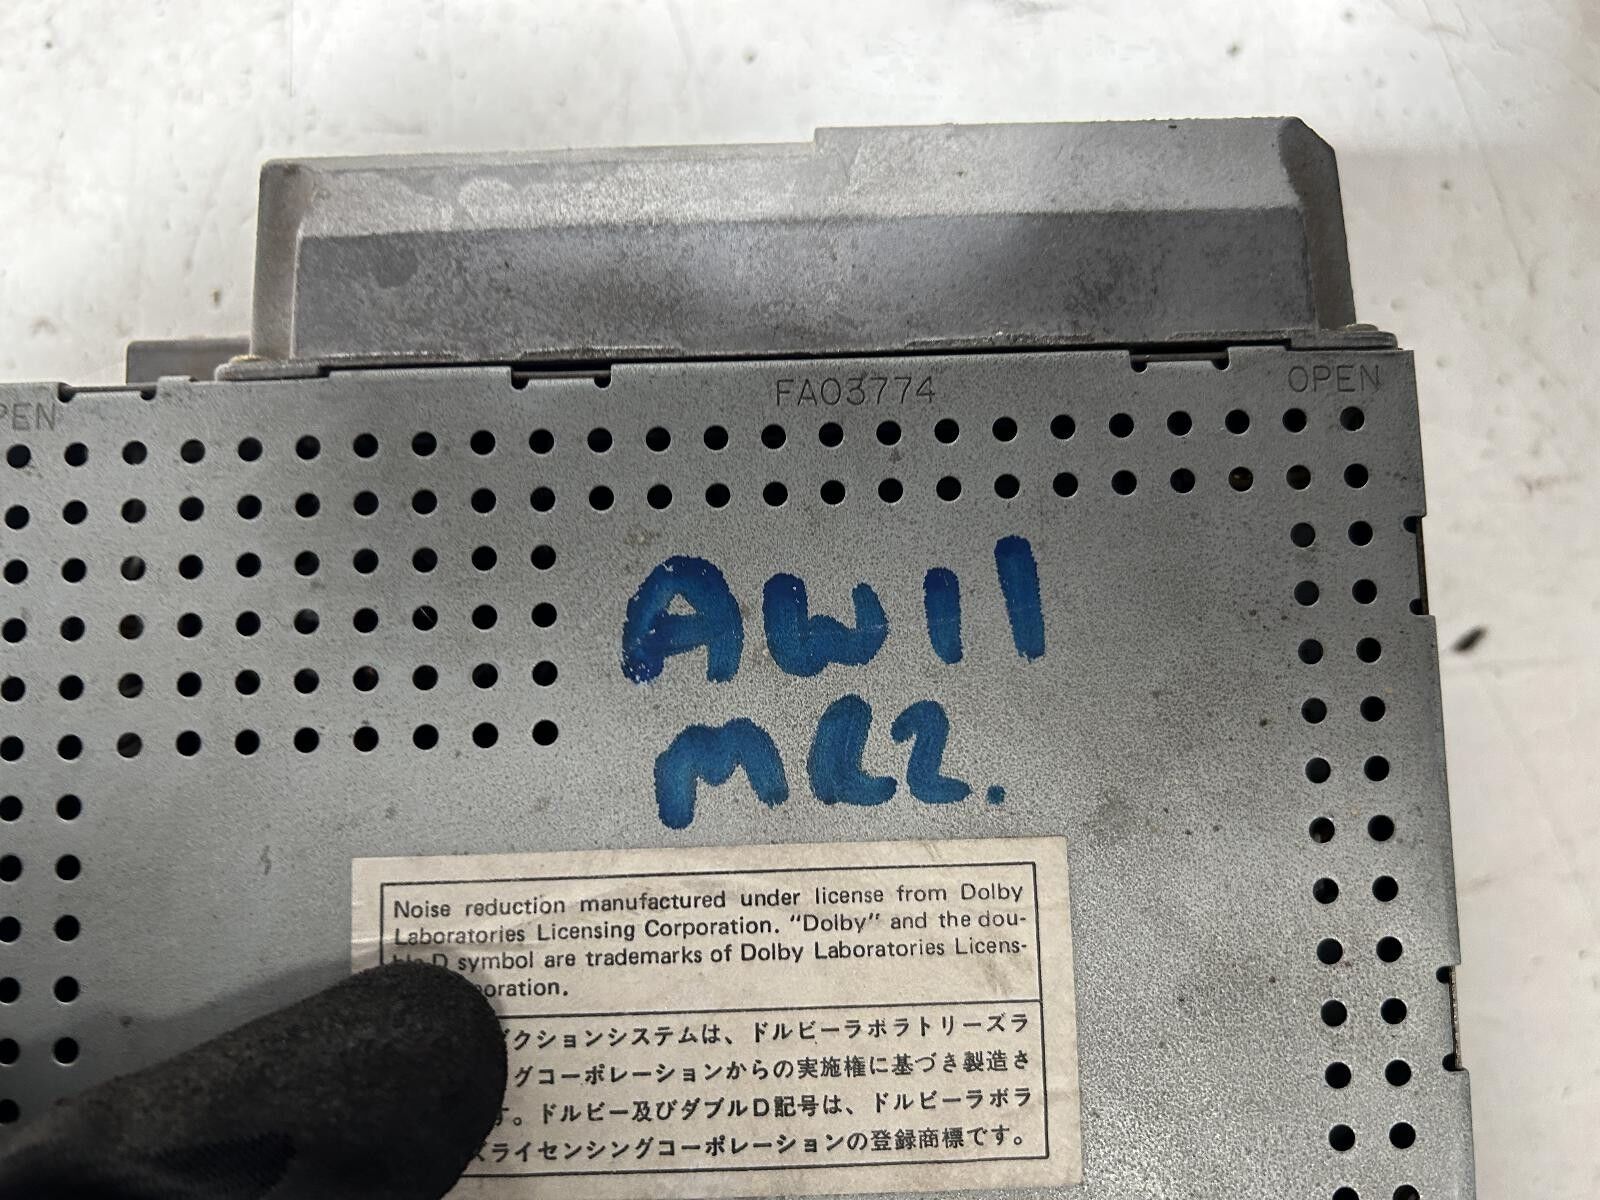 FA03774
OPEN
AW11
MR2.
Noise reduction manufactured under license from Dolby
Laboratories Licensing Corporation. "Dolby" and the dou-
D symbol are trademarks of Dolby Laboratories Licens-
クションシステムは、ドルビーラボラトリーズラ
グコーポレーションからの実施権に基づき製造さ
す。ドルビー及びダブルD記号は、ドルビーラボラ
ズライセンシングコーポレーションの登録商標です。